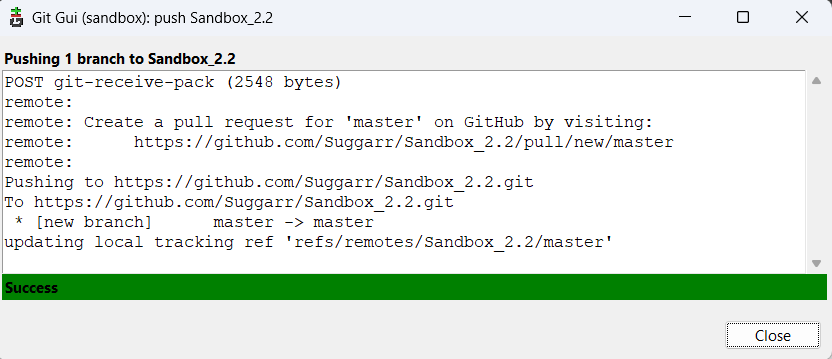 Git Gui (sandbox): push Sandbox_2.2
Pushing 1 branch to Sandbox_2.2
POST git-receive-pack (2548 bytes)
remote:
remote: Create a pull request for 'master' on GitHub by visiting:
remote:      https://github.com/Suggarr/Sandbox_2.2/pull/new/master
remote:
Pushing to https://github.com/Suggarr/Sandbox_2.2.git
To https://github.com/Suggarr/Sandbox_2.2.git
 * [new branch]      master -> master
updating local tracking ref 'refs/remotes/Sandbox_2.2/master'
Success
Close